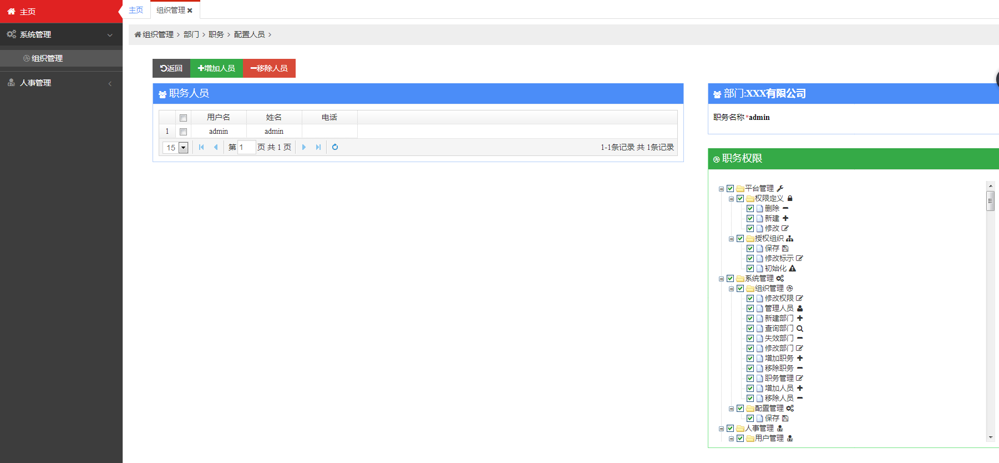 主页
系统管理
组织管理
人事管理
主页 组织管理
组织管理 > 部门 > 职务 > 配置人员 >
返回 增加人员 移除人员
职务人员
用户名 姓名 电话
1 admin admin
15 第 1 页 共 1 页 1-1条记录 共 1条记录
部门:XXX有限公司
职务名称*admin
职务权限
平台管理
权限定义
删除
新建
修改
授权组织
保存
修改标示
初始化
系统管理
组织管理
修改权限
管理人员
新建部门
查询部门
失效部门
修改部门
增加职务
移除职务
职务管理
增加人员
移除人员
配置管理
保存
人事管理
用户管理